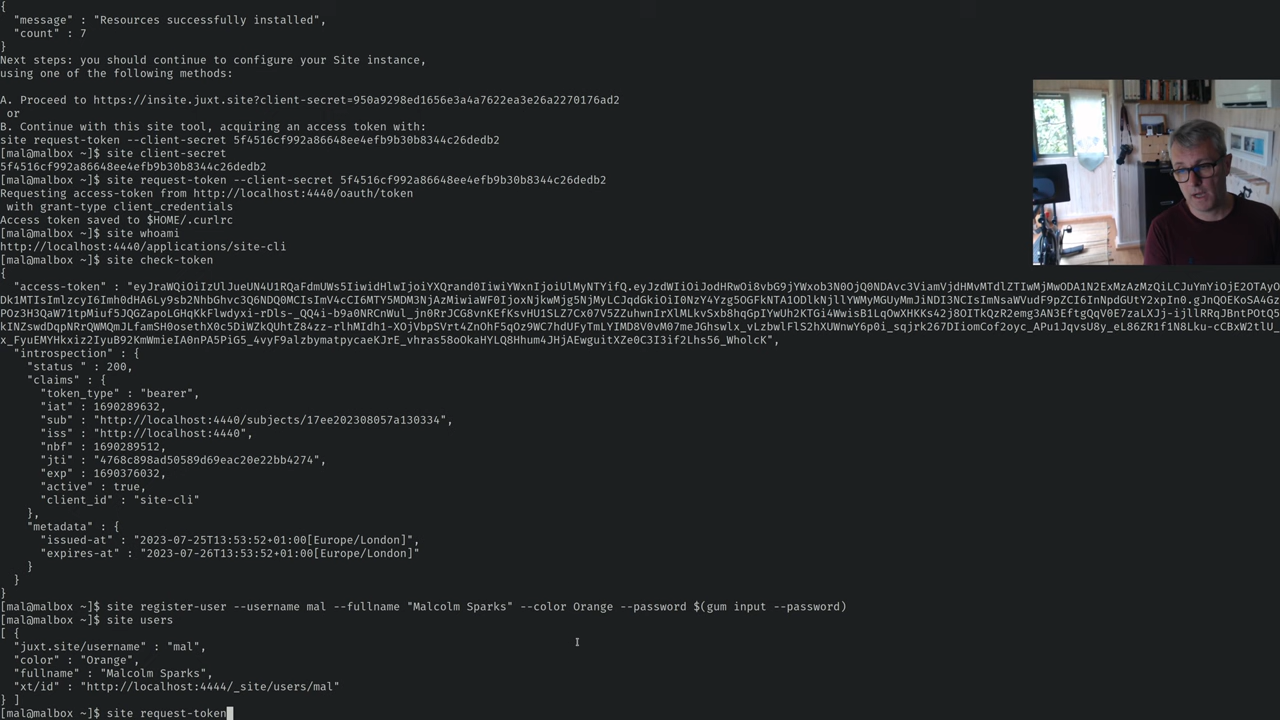 {
  "message" : "Resources successfully installed",
  "count" : 7
}
Next steps: you should continue to configure your Site instance,
using one of the following methods:
A. Proceed to https://insite.juxt.site?client-secret=950a9298ed1656e3a4a7622ea3e26a2270176ad2
 or
B. Continue with this site tool, acquiring an access token with:
site request-token --client-secret 5f4516cf992a86648ee4efb9b30b8344c26dedb2
[mal@malbox ~]$ site client-secret
5f4516cf992a86648ee4efb9b30b8344c26dedb2
[mal@malbox ~]$ site request-token --client-secret 5f4516cf992a86648ee4efb9b30b8344c26dedb2
Requesting access-token from http://localhost:4440/oauth/token
 with grant-type client_credentials
Access token saved to $HOME/.curlrc
[mal@malbox ~]$ site whoami
http://localhost:4440/applications/site-cli
[mal@malbox ~]$ site check-token
{
  "access-token" :
  "introspection" : {
    "status " : 200,
    "claims" : {
      "token_type" : "bearer",
      "iat" : 1690289632,
      "sub" : "http://localhost:4440/subjects/17ee202308057a130334",
      "iss" : "http://localhost:4440",
      "nbf" : 1690289512,
      "jti" : "4768c898ad50589d69eac20e22bb4274",
      "exp" : 1690376032,
      "active" : true,
      "client_id" : "site-cli"
    },
    "metadata" : {
      "issued-at" : "2023-07-25T13:53:52+01:00[Europe/London]",
      "expires-at" : "2023-07-26T13:53:52+01:00[Europe/London]"
    }
  }
}
[mal@malbox ~]$ site register-user --username mal --fullname "Malcolm Sparks" --color Orange --password $(gum input --password)
[mal@malbox ~]$ site users
[ {
  "juxt.site/username" : "mal",
  "color" : "Orange",
  "fullname" : "Malcolm Sparks",
  "xt/id" : "http://localhost:4444/_site/users/mal"
} ]
[mal@malbox ~]$ site request-token